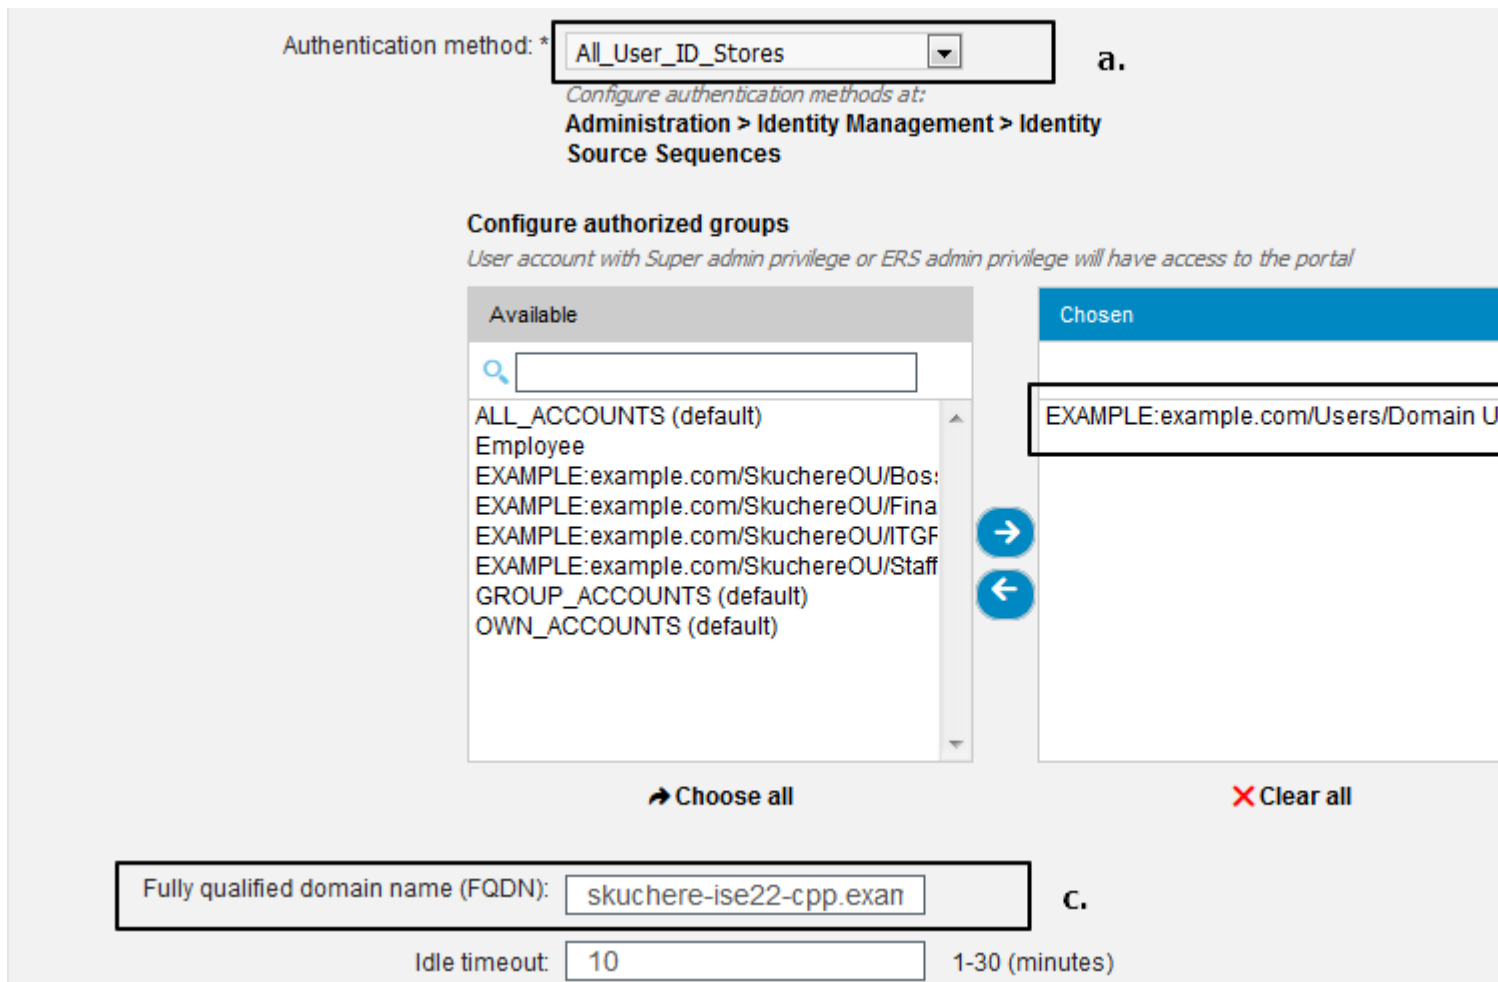 Authentication method: * All_User_ID_Stores a.
Configure authentication methods at:
Administration > Identity Management > Identity
Source Sequences
Configure authorized groups
User account with Super admin privilege or ERS admin privilege will have access to the portal
Available Chosen
ALL_ACCOUNTS (default) EXAMPLE:example.com/Users/Domain U
Employee
EXAMPLE:example.com/SkuchereOU/Bos
EXAMPLE:example.com/SkuchereOU/Fina
EXAMPLE:example.com/SkuchereOU/ITGF
EXAMPLE:example.com/SkuchereOU/Staff
GROUP_ACCOUNTS (default)
OWN_ACCOUNTS (default)
Choose all Clear all
Fully qualified domain name (FQDN): skuchere-ise22-cpp.exam c.
Idle timeout: 10 1-30 (minutes)